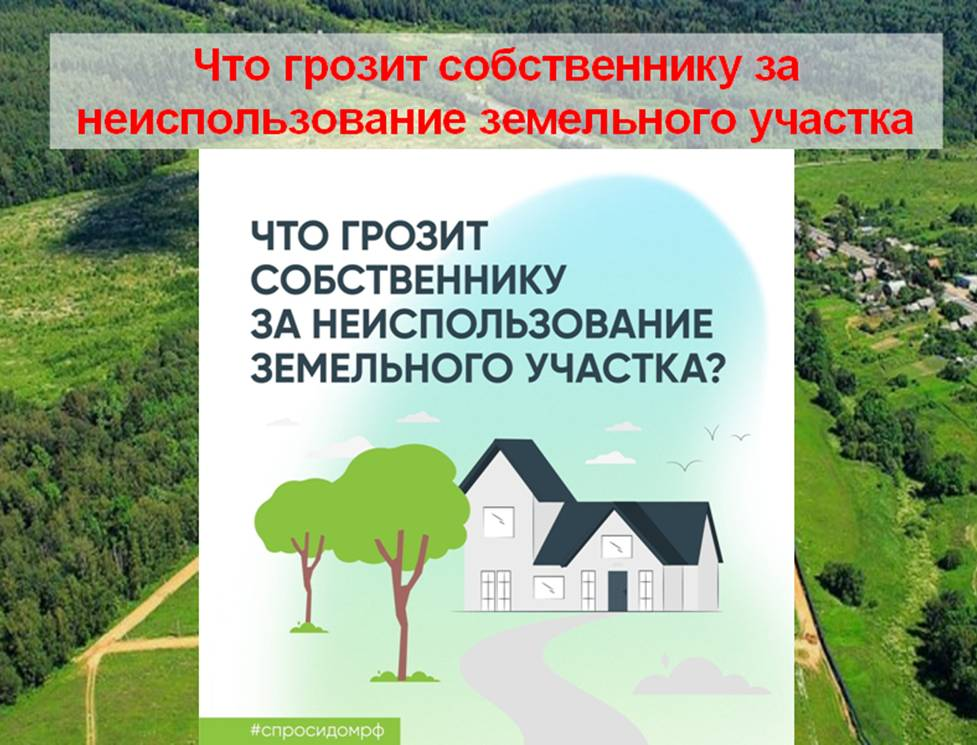 Что грозит собственнику за
неиспользование земельного участка
ЧТО ГРОЗИТ
СОБСТВЕННИКУ
ЗА НЕИСПОЛЬЗОВАНИЕ
ЗЕМЕЛЬНОГО УЧАСТКА?
#спросидомрф